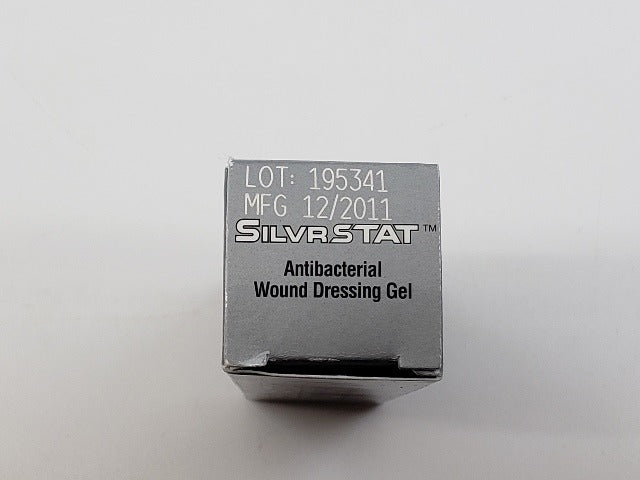 LOT: 195341
MFG 12/2011
SILVRSTAT™
Antibacterial
Wound Dressing Gel